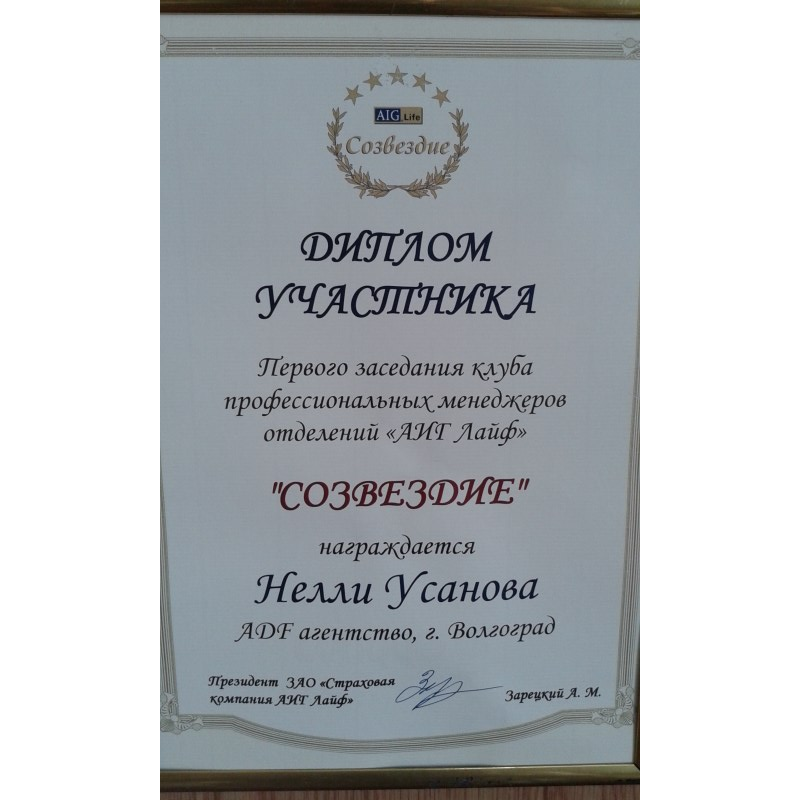 AIG Life
Созвездие
ДИПЛОМ
УЧАСТНИКА
Первого заседания клуба
профессиональных менеджеров
отделений «АИГ Лайф»
"СОЗВЕЗДИЕ"
награждается
Нелли Усанова
ADF агентство, г. Волгоград
Президент ЗАО «Страховая
компания АИГ Лайф»
Зарецкий А. М.